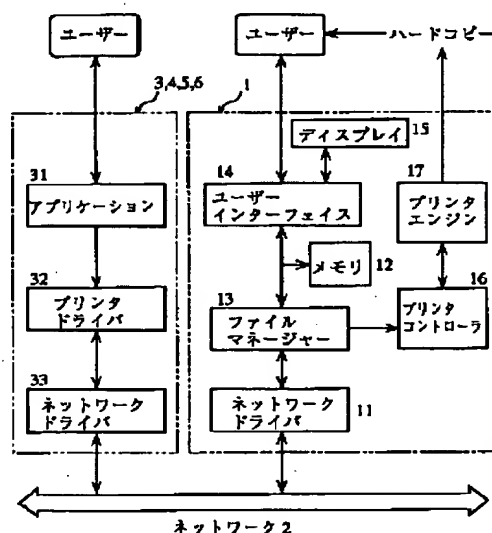 ユーザー
ユーザー
ハードコピー
3,4,5,6
1
ディスプレイ
15
31
アプリケーション
14
ユーザー
インターフェイス
17
プリンタ
エンジン
メモリ
12
32
プリンタ
ドライバ
13
ファイル
マネージャー
16
プリンタ
コントローラ
33
ネットワーク
ドライバ
ネットワーク
ドライバ
11
ネットワーク2